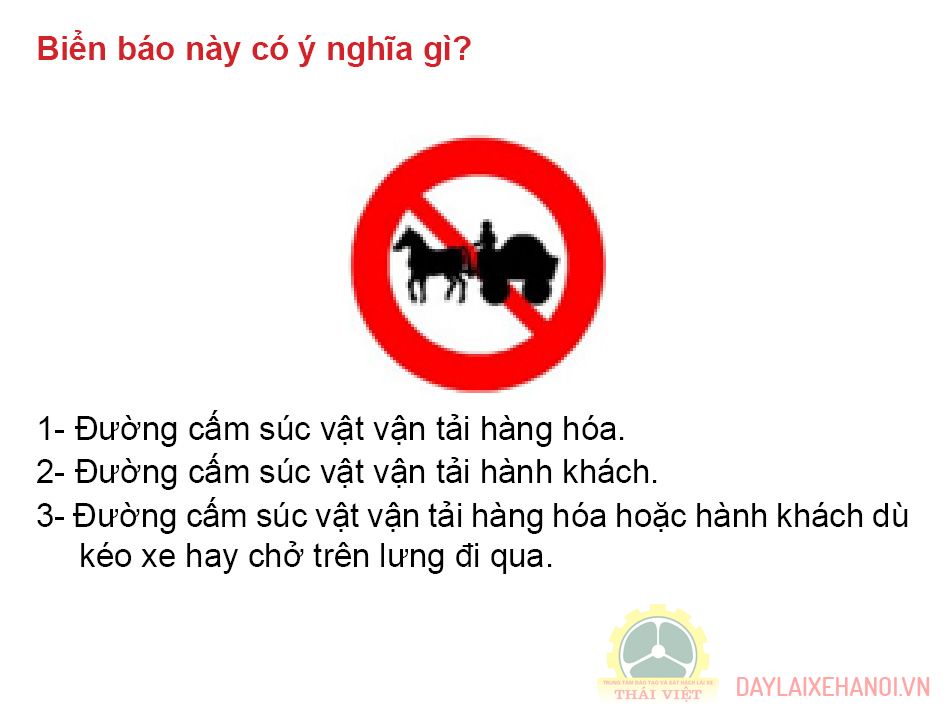 Biển báo này có ý nghĩa gì?
1- Đường cấm súc vật vận tải hàng hóa.
2- Đường cấm súc vật vận tải hành khách.
3- Đường cấm súc vật vận tải hàng hóa hoặc hành khách dù
kéo xe hay chở trên lưng đi qua.
TRUNG TÂM ĐÀO TẠO VÀ SÁT HẠCH LÁI XE
THÁI VIỆT
DAYLAIXEHANOI.VN